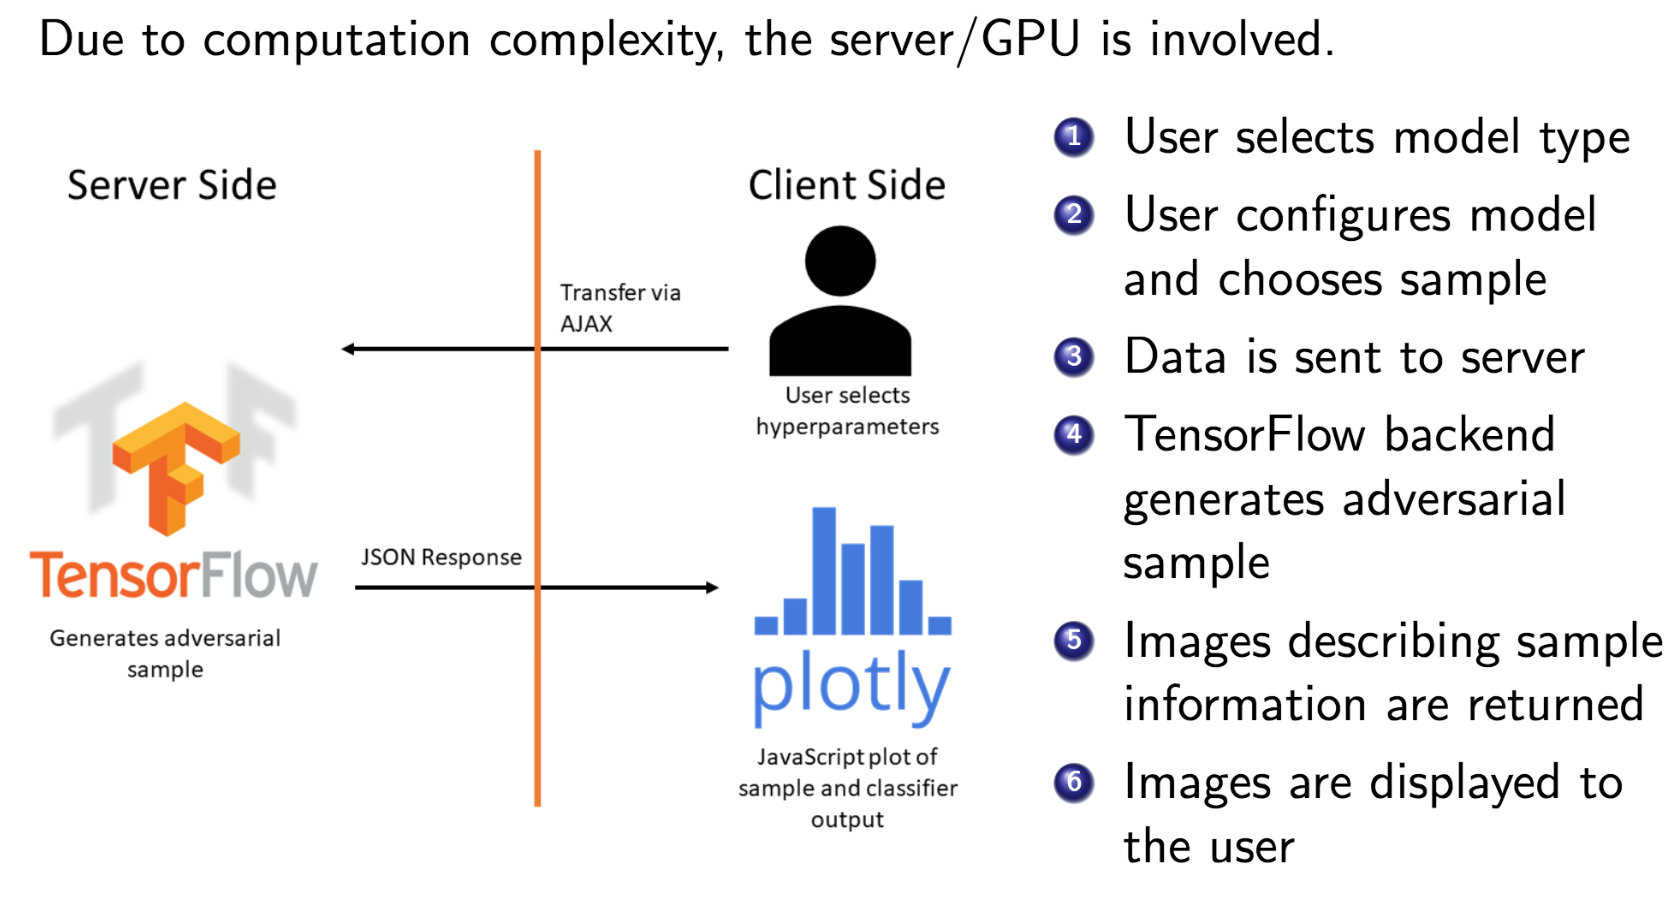 Due to computation complexity, the server/GPU is involved.
Server Side
Client Side
Transfer via
AJAX
User selects
hyperparameters
TensorFlow
Generates adversarial
sample
JSON Response
plotly
JavaScript plot of
sample and classifier
output
1 User selects model type
2 User configures model
and chooses sample
3 Data is sent to server
4 TensorFlow backend
generates adversarial
sample
5 Images describing sample
information are returned
6 Images are displayed to
the user